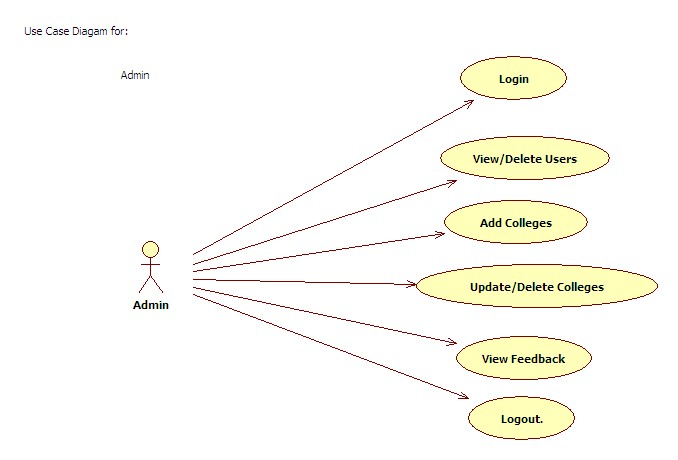 Use Case Diagam for:
Admin
Login
View/Delete Users
Add Colleges
Admin
Update/Delete Colleges
View Feedback
Logout.